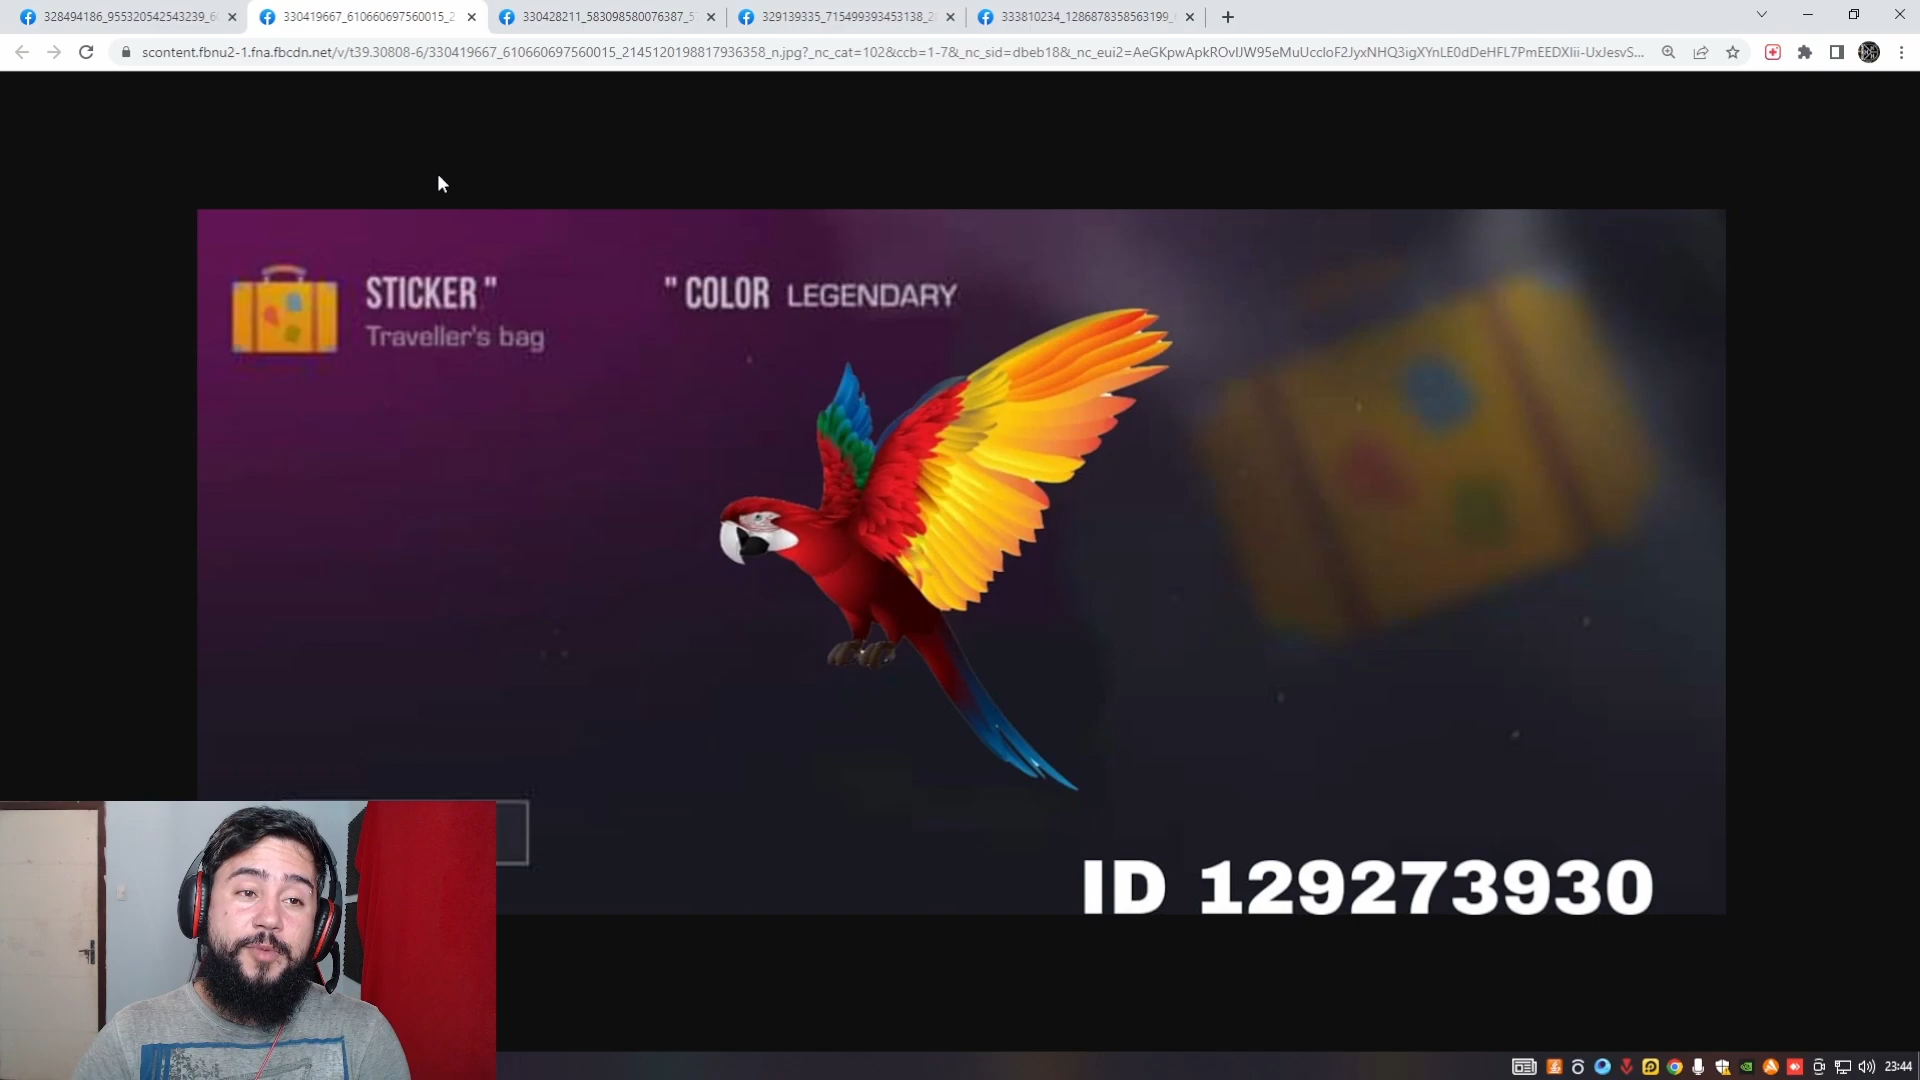 328494186_955320542543239_6
330419667_610660697560015_2
330428211_583098580076387_5
329139335_715499393453138_2
333810234_1286878358563199_
scontent.fbnu2-1.fna.fbcdn.net/v/t39.30808-6/330419667_610660697560015_2145120198817936358_n.jpg?_nc_cat=102&ccb=1-7&_nc_sid=dbeb18&_nc_eui2=AeGKpwApkROvIJW95eMuUccloF2JyxNHQ3igXYnLE0dDeHFL7PmEEDXIii-UxJesvS...
STICKER "
" COLOR LEGENDARY
Traveller's bag
ID 129273930
23:44